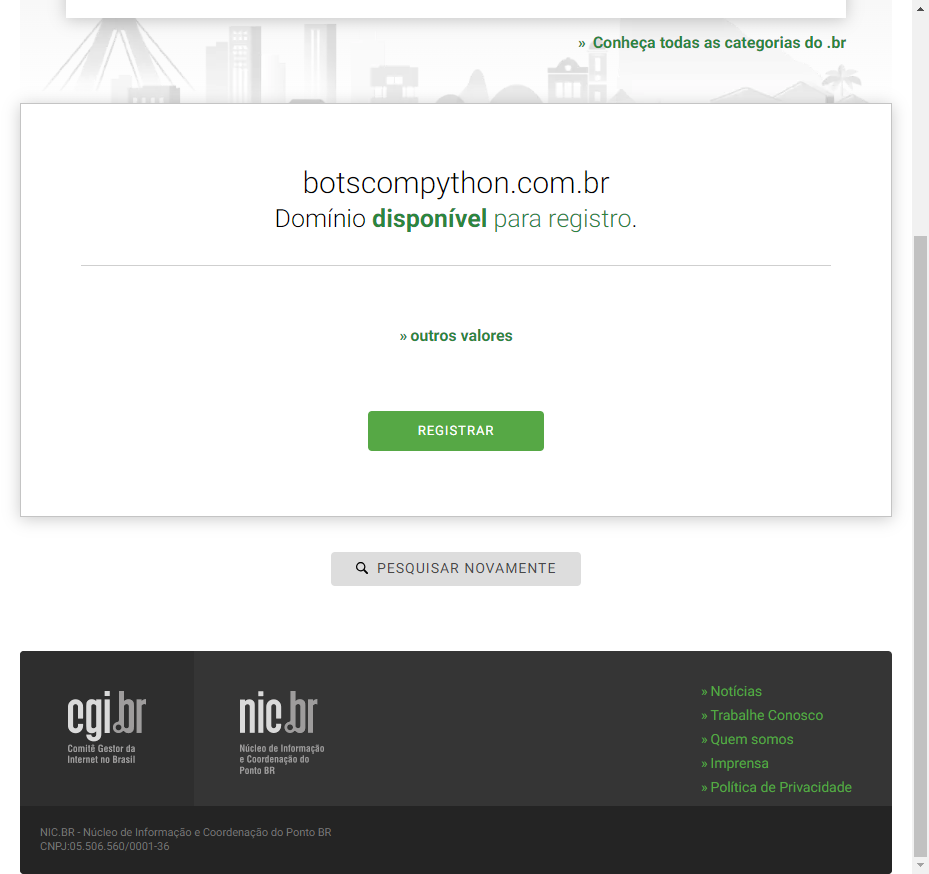 » Conheça todas as categorias do .br
botscompython.com.br
Domínio disponível para registro.
» outros valores
REGISTRAR
PESQUISAR NOVAMENTE
cgi.br
Comitê Gestor da
Internet no Brasil
nic.br
Núcleo de Informação
e Coordenação do
Ponto BR
» Notícias
» Trabalhe Conosco
» Quem somos
» Imprensa
» Política de Privacidade
NIC.BR - Núcleo de Informação e Coordenação do Ponto BR
CNPJ:05.506.560/0001-36